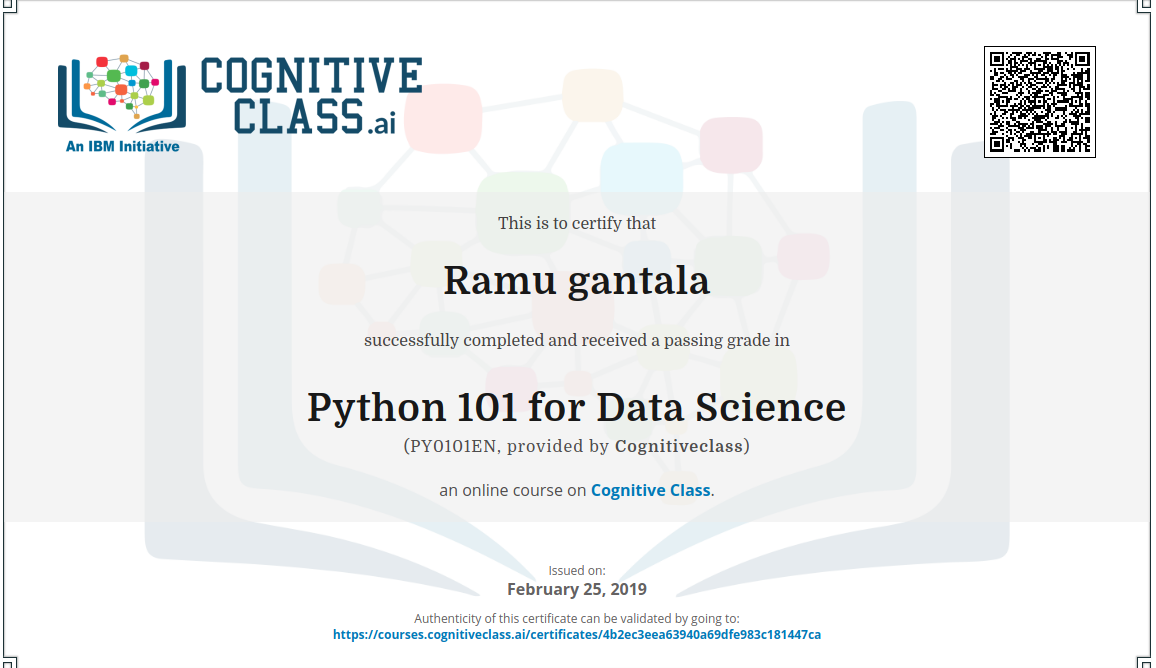 COGNITIVE
CLASS.ai
An IBM Initiative
This is to certify that
Ramu gantala
successfully completed and received a passing grade in
Python 101 for Data Science
(PY0101EN, provided by Cognitiveclass)
an online course on Cognitive Class.
Issued on:
February 25, 2019
Authenticity of this certificate can be validated by going to:
https://courses.cognitiveclass.ai/certificates/4b2ec3eea63940a69dfe983c181447ca